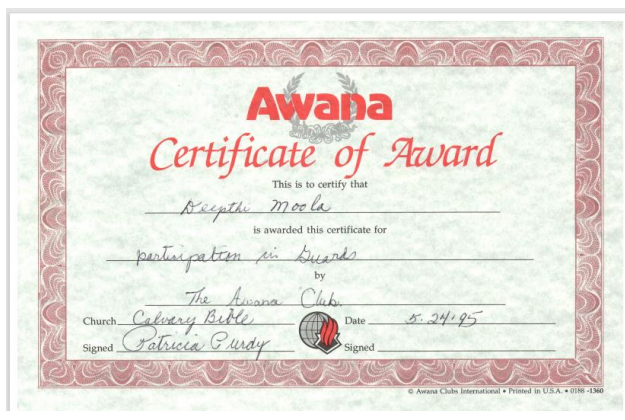 Awana
Certificate of Award
This is to certify that
Deepthi Moola
is awarded this certificate for
participation in Guards
by
The Awana Club
Church Calvary Bible Date 5·24·95
Signed Patricia Purdy Signed
© Awana Clubs International • Printed in U.S.A. • 0188 -1360